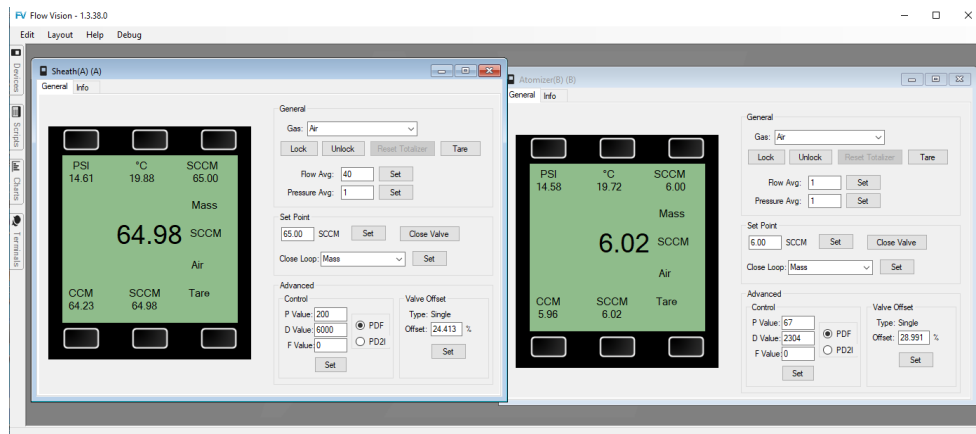 FV Flow Vision - 1.3.38.0
Edit Layout Help Debug
Devices
Scripts
Charts
Terminals
Sheath(A) (A)
General Info
PSI °C SCCM
14.61 19.88 65.00
Mass
64.98 SCCM
Air
CCM SCCM Tare
64.23 64.98
General
Gas: Air
Lock Unlock Reset Totalizer Tare
Flow Avg: 40 Set
Pressure Avg: 1 Set
Set Point
65.00 SCCM Set Close Valve
Close Loop: Mass Set
Advanced
Control
P Value: 200
D Value: 6000
F Value: 0
PDF
PD2I
Set
Valve Offset
Type: Single
Offset: 24.413 %
Set
Atomizer(B) (B)
General Info
PSI °C SCCM
14.58 19.72 6.00
Mass
6.02 SCCM
Air
CCM SCCM Tare
5.96 6.02
General
Gas: Air
Lock Unlock Reset Totalizer Tare
Flow Avg: 1 Set
Pressure Avg: 1 Set
Set Point
6.00 SCCM Set Close Valve
Close Loop: Mass Set
Advanced
Control
P Value: 67
D Value: 2304
F Value: 0
PDF
PD2I
Set
Valve Offset
Type: Single
Offset: 28.991 %
Set